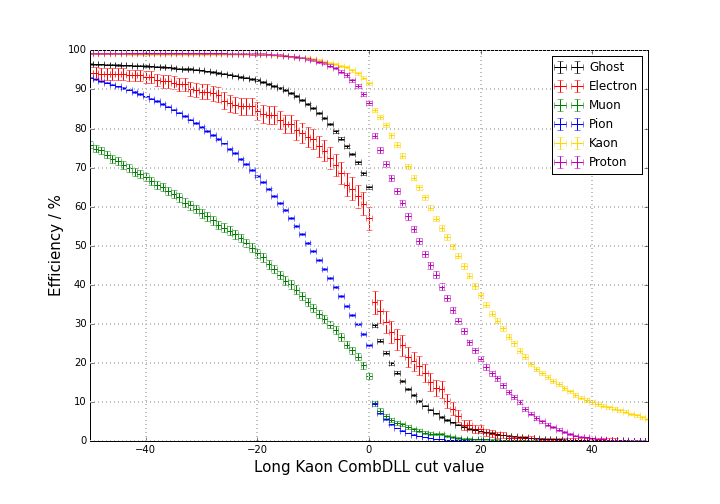 100
90
80
70
60
50
40
30
20
10
0
Efficiency / %
−40
−20
0
20
40
Long Kaon CombDLL cut value
Ghost
Electron
Muon
Pion
Kaon
Proton